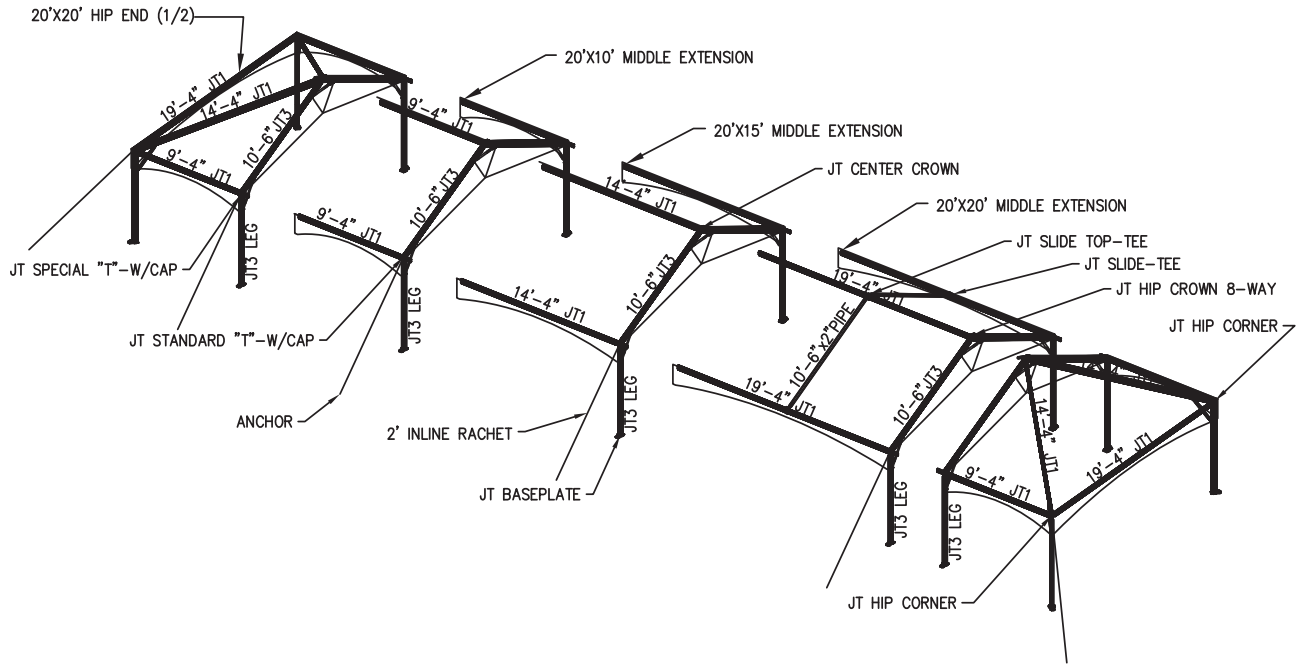 20'X20' HIP END (1/2)
19'-4" JT1
14'-4" JT1
10'-6" JT3
9'-4" JT1
JT3 LEG
JT SPECIAL "T"-W/CAP
20'X10' MIDDLE EXTENSION
9'-4" JT1
10'-6" JT3
9'-4" JT1
JT3 LEG
JT STANDARD "T"-W/CAP
ANCHOR
20'X15' MIDDLE EXTENSION
JT CENTER CROWN
14'-4" JT1
10'-6" JT3
14'-4" JT1
JT3 LEG
2' INLINE RACHET
JT BASEPLATE
20'X20' MIDDLE EXTENSION
JT SLIDE TOP-TEE
JT SLIDE-TEE
JT HIP CROWN 8-WAY
JT HIP CORNER
19'-4" JT1
10'-6"x2"PIPE
10'-6" JT3
19'-4" JT1
JT3 LEG
14'-4" JT1
19'-4" JT1
9'-4" JT1
JT3 LEG
JT HIP CORNER